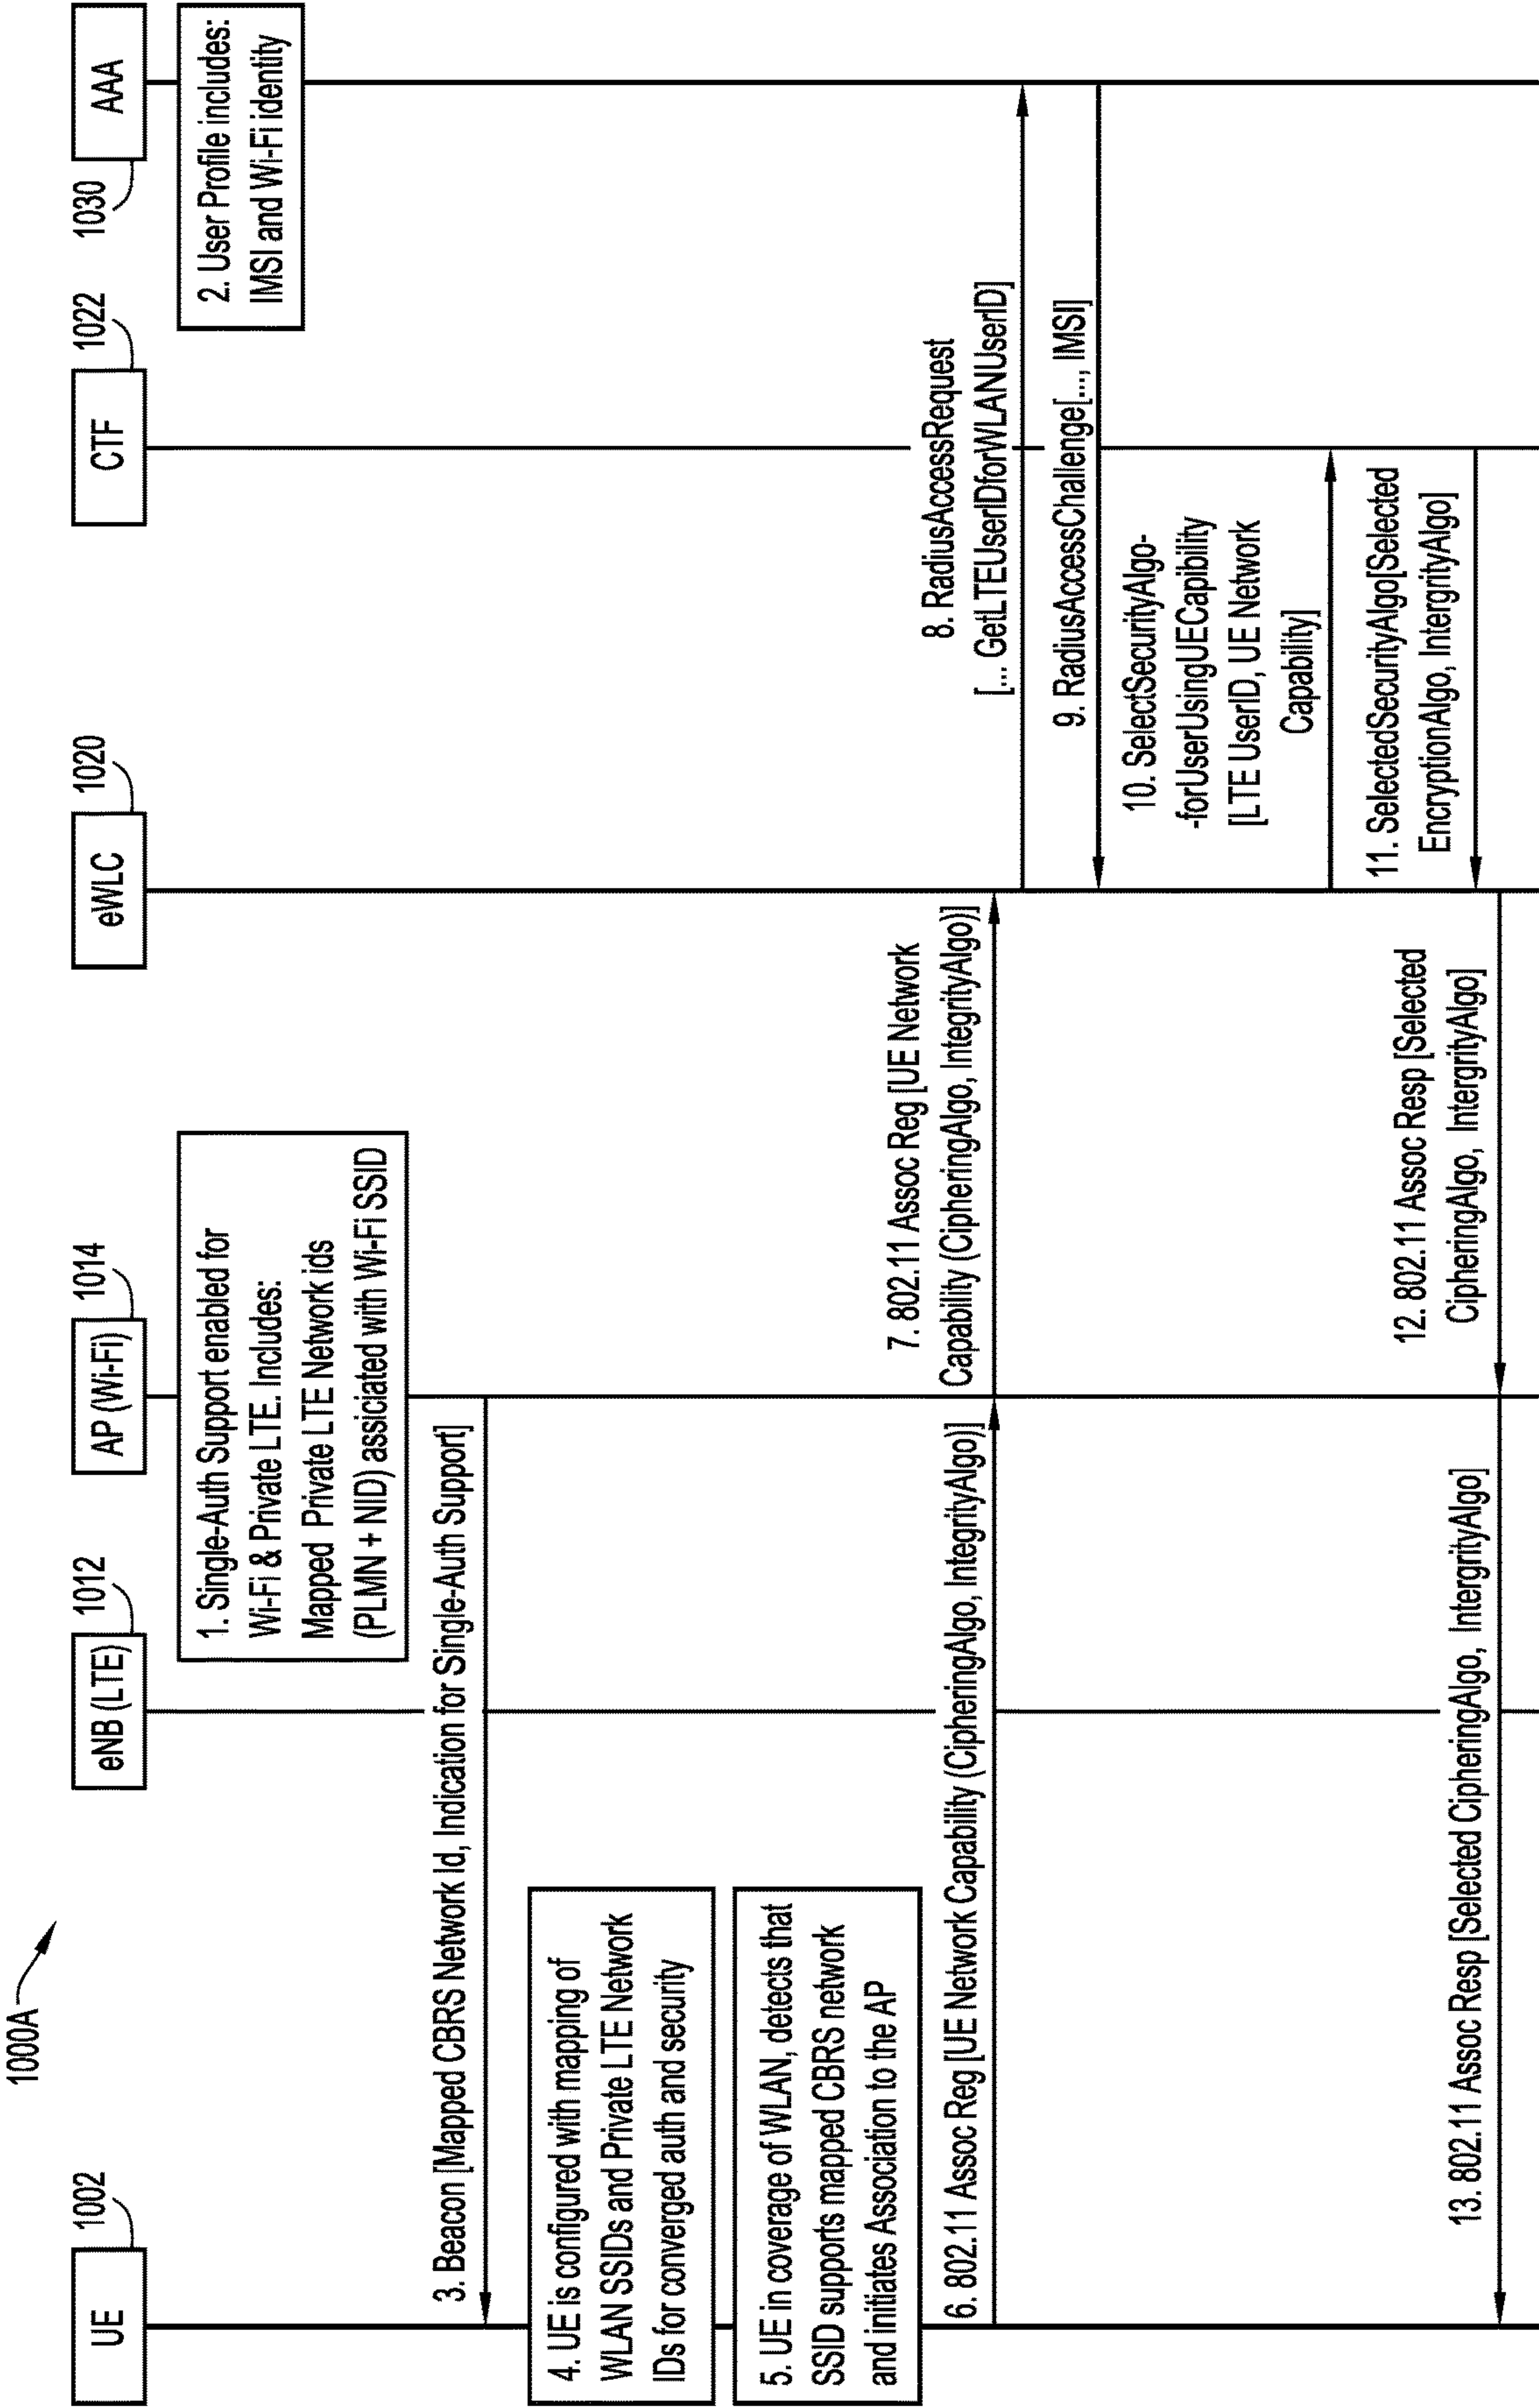 1000A
UE
1002
eNB (LTE)
1012
AP (Wi-Fi)
1014
eWLC
1020
CTF
1022
AAA
1030
1. Single-Auth Support enabled for
Wi-Fi & Private LTE. Includes:
Mapped Private LTE Network ids
(PLMN + NID) assiciated with Wi-Fi SSID
2. User Profile includes:
IMSI and Wi-Fi identity
3. Beacon [Mapped CBRS Network Id, Indication for Single-Auth Support]
4. UE is configured with mapping of
WLAN SSIDs and Private LTE Network
IDs for converged auth and security
5. UE in coverage of WLAN, detects that
SSID supports mapped CBRS network
and initiates Association to the AP
6. 802.11 Assoc Reg [UE Network Capability (CipheringAlgo, IntegrityAlgo)]
7. 802.11 Assoc Reg [UE Network
Capability (CipheringAlgo, IntegrityAlgo)]
8. RadiusAccessRequest
[... GetLTEUserIDforWLANUserID]
9. RadiusAccessChallenge[..., IMSI]
10. SelectSecurityAlgo-
-forUserUsingUECapibility
[LTE UserID, UE Network
Capability]
11. SelectedSecurityAlgo[Selected
EncryptionAlgo, IntergrityAlgo]
12. 802.11 Assoc Resp [Selected
CipheringAlgo, IntergrityAlgo]
13. 802.11 Assoc Resp [Selected CipheringAlgo, IntergrityAlgo]